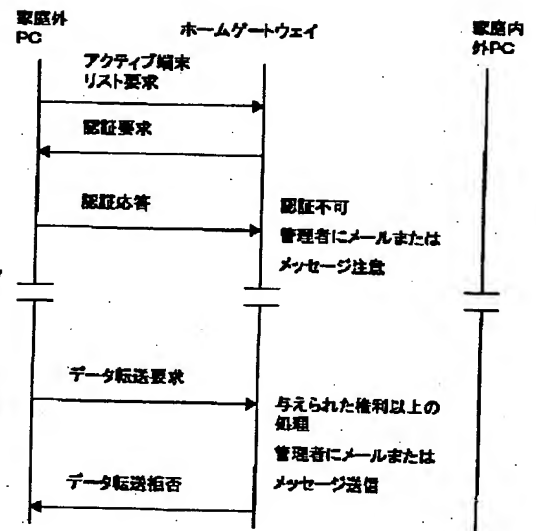 家庭外
PC
ホームゲートウェイ
家庭内
外PC
アクティブ端末
リスト要求
認証要求
認証応答
認証不可
管理者にメールまたは
メッセージ注意
データ転送要求
与えられた権利以上の
処理
管理者にメールまたは
メッセージ送信
データ転送拒否